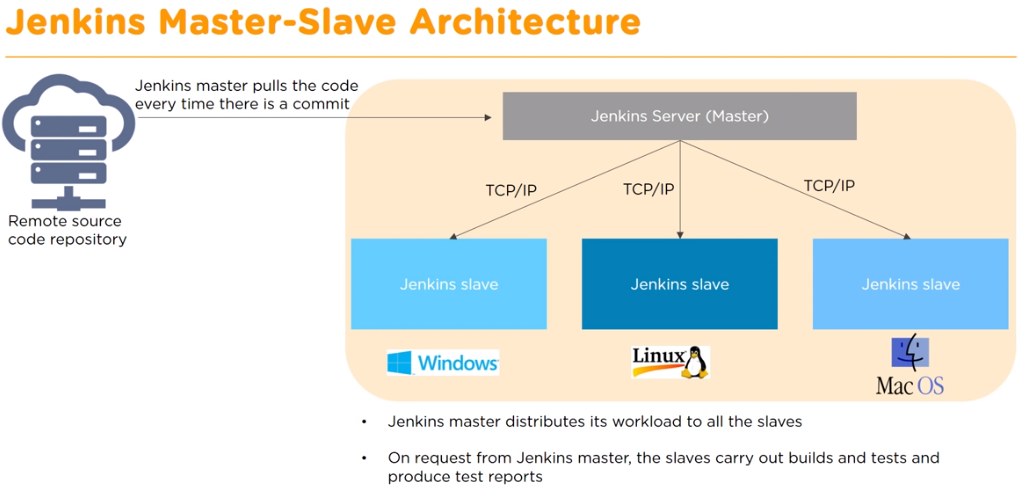 Jenkins Master-Slave Architecture
Jenkins master pulls the code
every time there is a commit
Jenkins Server (Master)
TCP/IP
TCP/IP
TCP/IP
Remote source
code repository
Jenkins slave
Jenkins slave
Jenkins slave
Windows
Linux
Mac OS
• Jenkins master distributes its workload to all the slaves
• On request from Jenkins master, the slaves carry out builds and tests and
produce test reports